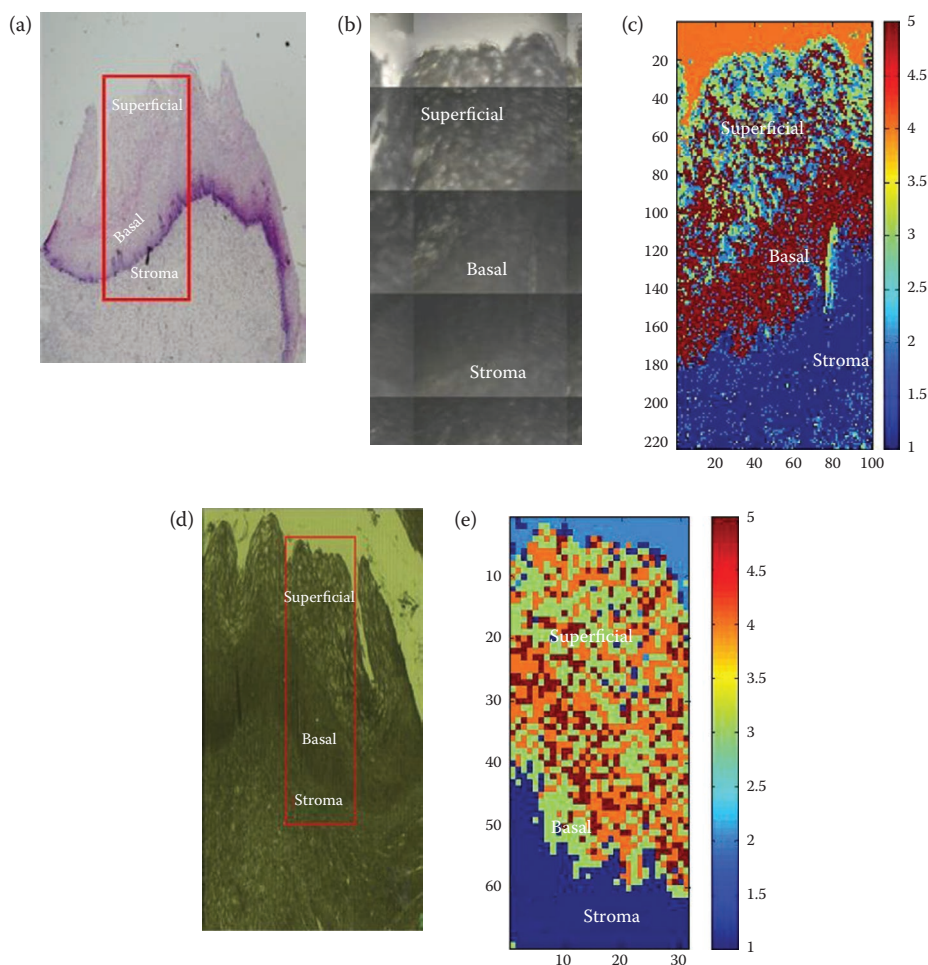 (a)
Superficial
Basal
Stroma
(b)
Superficial
Basal
Stroma
(c)
20
40
60
80
100
120
140
160
180
200
220
20 40 60 80 100
Superficial
Basal
Stroma
5
4.5
4
3.5
3
2.5
2
1.5
1
(d)
Superficial
Basal
Stroma
(e)
10
20
30
40
50
60
10 20 30
Superficial
Basal
Stroma
5
4.5
4
3.5
3
2.5
2
1.5
1